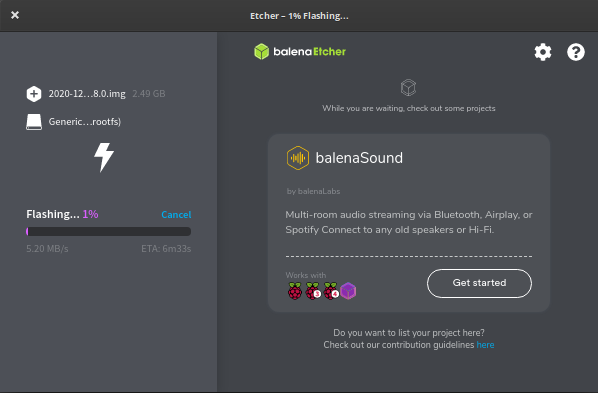 Etcher – 1% Flashing...
balenaEtcher
2020-12...8.0.img 2.49 GB
Generic...rootfs)
Flashing... 1% Cancel
5.20 MB/s ETA: 6m33s
While you are waiting, check out some projects
balenaSound
by balenaLabs
Multi-room audio streaming via Bluetooth, Airplay, or
Spotify Connect to any old speakers or Hi-Fi.
Works with
3 4
Get started
Do you want to list your project here?
Check out our contribution guidelines here